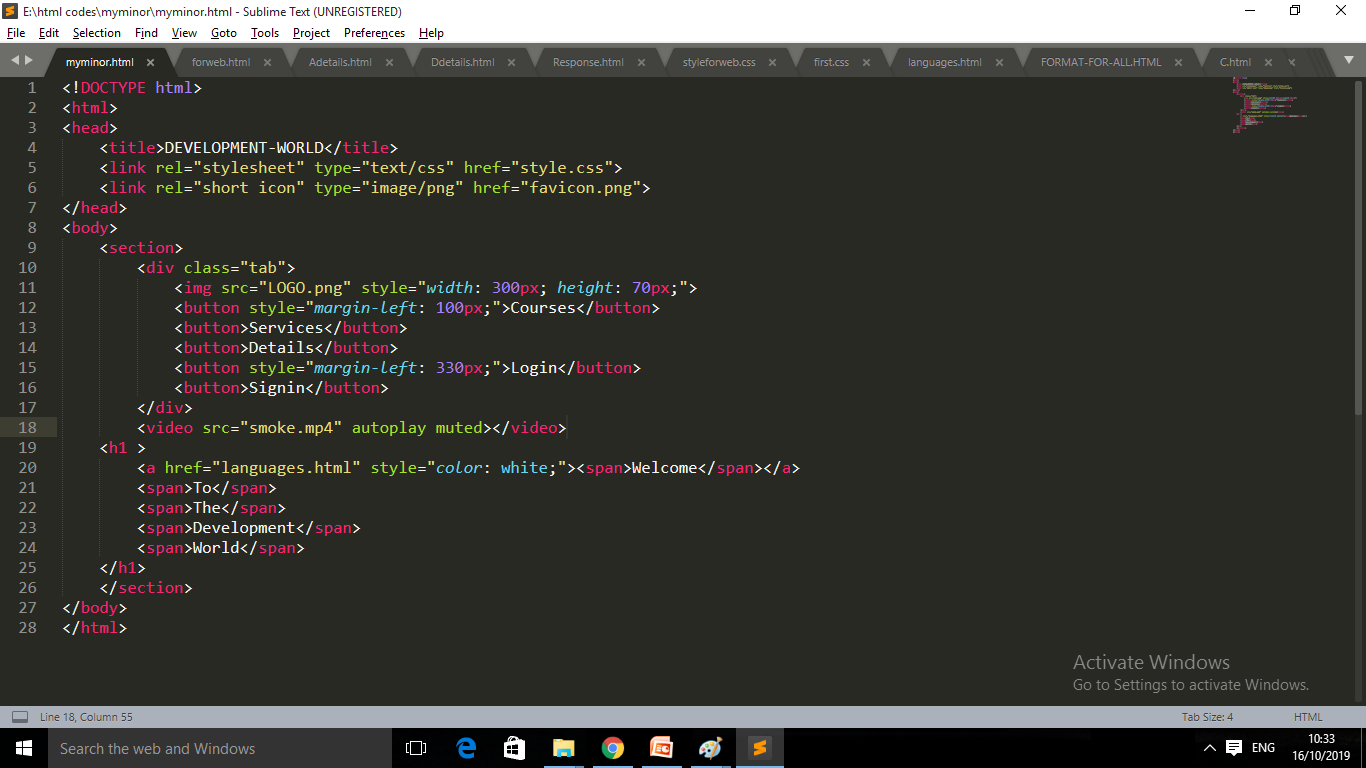 E:\html codes\myminor\myminor.html - Sublime Text (UNREGISTERED)
File Edit Selection Find View Goto Tools Project Preferences Help
myminor.html forweb.html Adetails.html Ddetails.html Response.html styleforweb.css first.css languages.html FORMAT-FOR-ALL.HTML C.html
1 <!DOCTYPE html>
2 <html>
3 <head>
4 <title>DEVELOPMENT-WORLD</title>
5 <link rel="stylesheet" type="text/css" href="style.css">
6 <link rel="short icon" type="image/png" href="favicon.png">
7 </head>
8 <body>
9 <section>
10 <div class="tab">
11 <img src="LOGO.png" style="width: 300px; height: 70px;">
12 <button style="margin-left: 100px;">Courses</button>
13 <button>Services</button>
14 <button>Details</button>
15 <button style="margin-left: 330px;">Login</button>
16 <button>Signin</button>
17 </div>
18 <video src="smoke.mp4" autoplay muted></video>
19 <h1 >
20 <a href="languages.html" style="color: white;"><span>Welcome</span></a>
21 <span>To</span>
22 <span>The</span>
23 <span>Development</span>
24 <span>World</span>
25 </h1>
26 </section>
27 </body>
28 </html>
Activate Windows
Go to Settings to activate Windows.
Line 18, Column 55 Tab Size: 4 HTML
Search the web and Windows ENG 10:33
16/10/2019